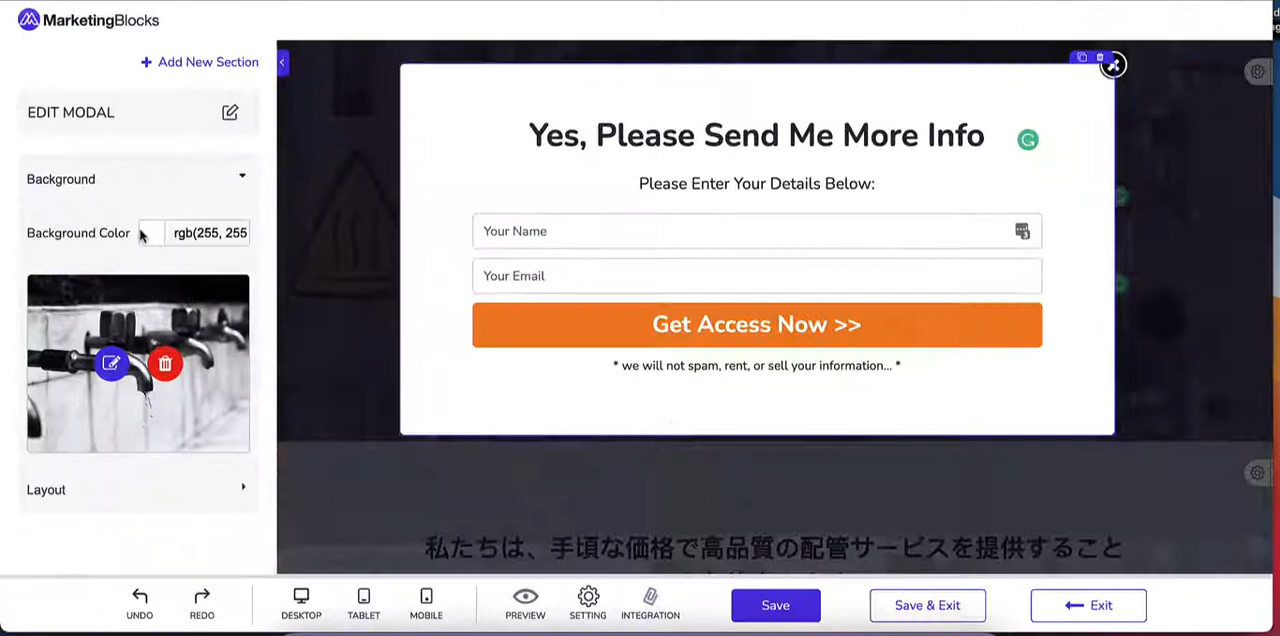 MarketingBlocks
+ Add New Section
EDIT MODAL
Background
Background Color
rgb(255, 255
Layout
Yes, Please Send Me More Info
Please Enter Your Details Below:
Your Name
Your Email
Get Access Now >>
* we will not spam, rent, or sell your information... *
私たちは、手頃な価格で高品質の配管サービスを提供すること
UNDO
REDO
DESKTOP
TABLET
MOBILE
PREVIEW
SETTING
INTEGRATION
Save
Save & Exit
Exit